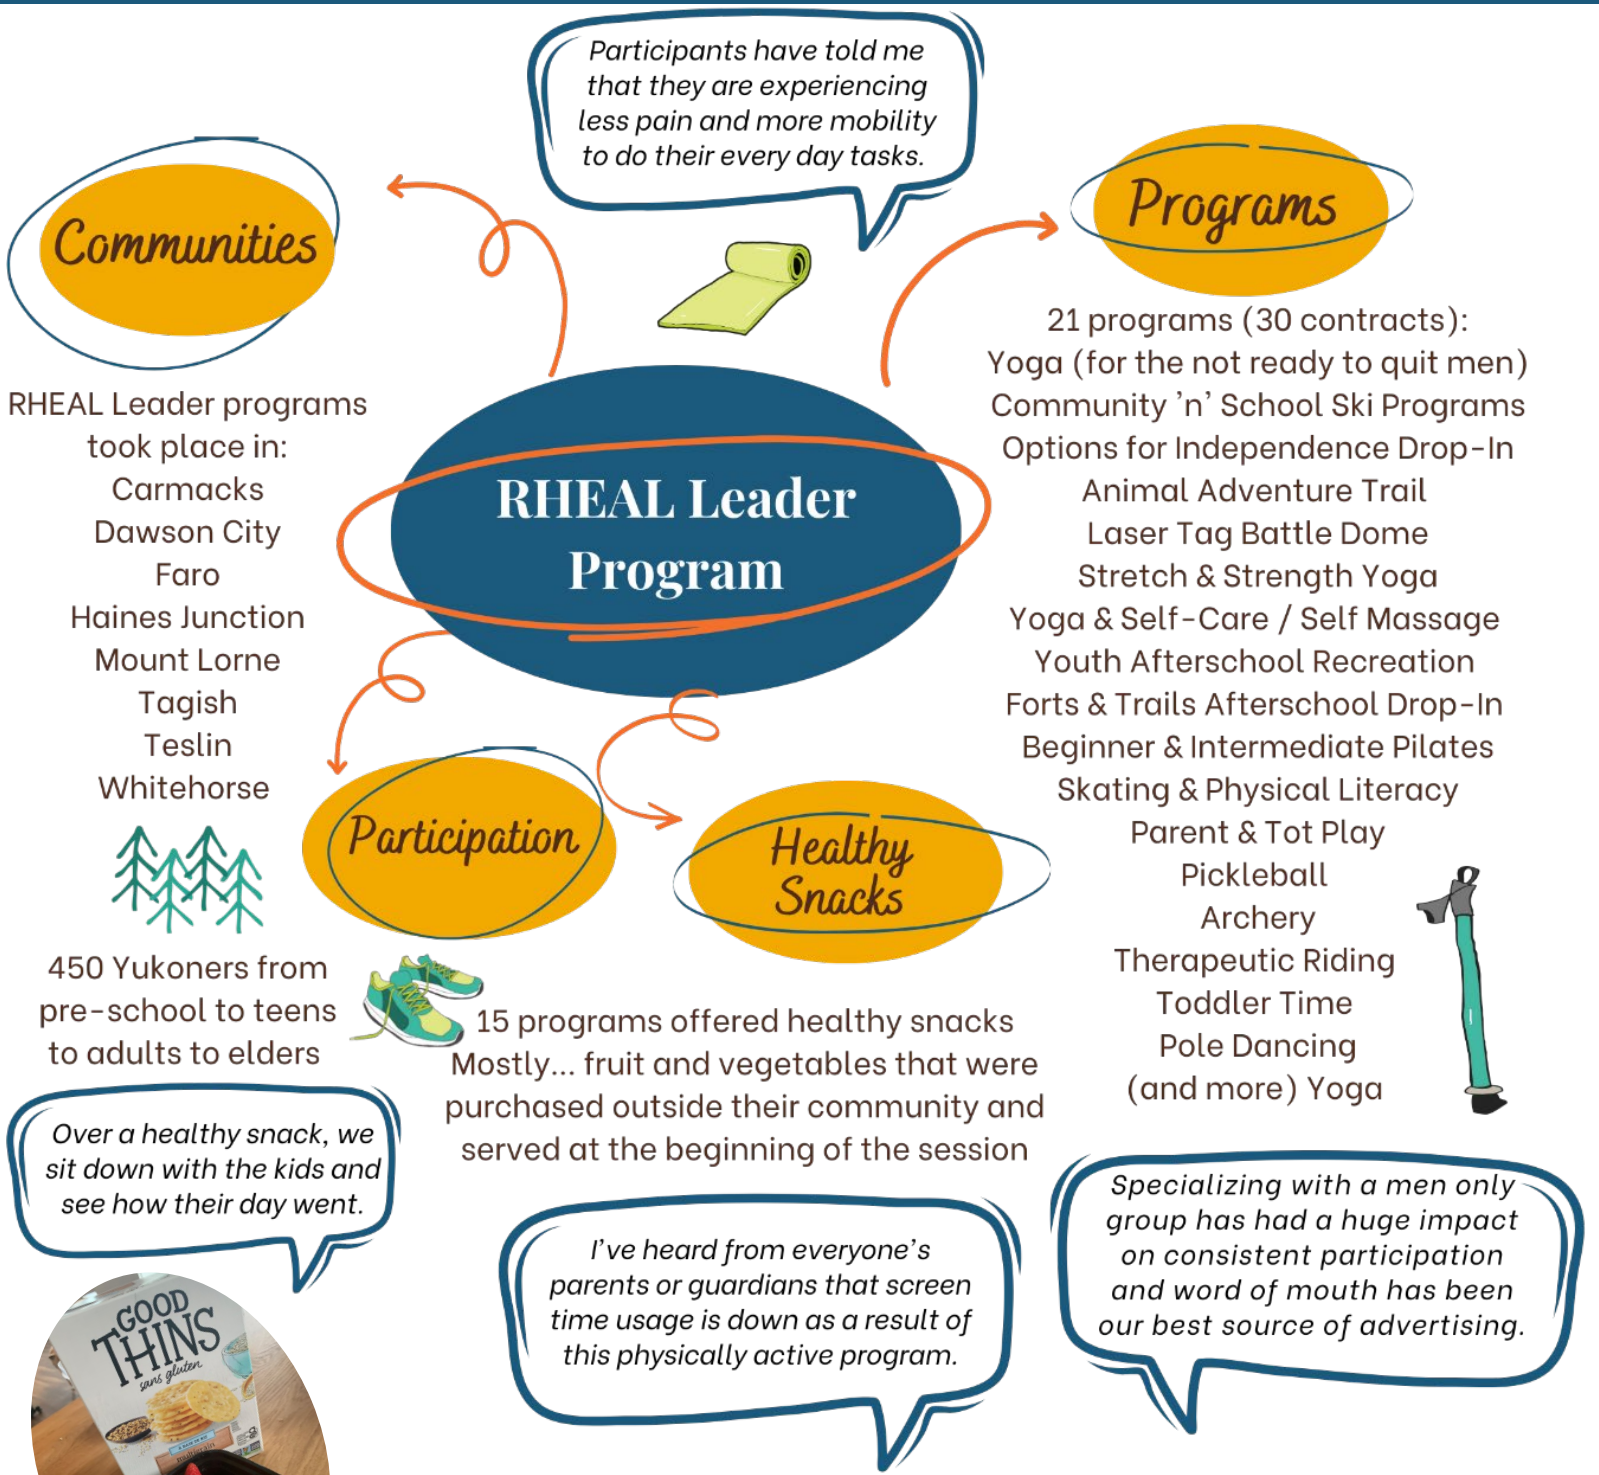 Participants have told me
that they are experiencing
less pain and more mobility
to do their every day tasks.
Communities
RHEAL Leader programs
took place in:
Carmacks
Dawson City
Faro
Haines Junction
Mount Lorne
Tagish
Teslin
Whitehorse
RHEAL Leader
Program
Programs
21 programs (30 contracts):
Yoga (for the not ready to quit men)
Community 'n' School Ski Programs
Options for Independence Drop-In
Animal Adventure Trail
Laser Tag Battle Dome
Stretch & Strength Yoga
Yoga & Self-Care / Self Massage
Youth Afterschool Recreation
Forts & Trails Afterschool Drop-In
Beginner & Intermediate Pilates
Skating & Physical Literacy
Parent & Tot Play
Pickleball
Archery
Therapeutic Riding
Toddler Time
Pole Dancing
(and more) Yoga
Participation
450 Yukoners from
pre-school to teens
to adults to elders
Healthy
Snacks
15 programs offered healthy snacks
Mostly... fruit and vegetables that were
purchased outside their community and
served at the beginning of the session
Over a healthy snack, we
sit down with the kids and
see how their day went.
I've heard from everyone's
parents or guardians that screen
time usage is down as a result of
this physically active program.
Specializing with a men only
group has had a huge impact
on consistent participation
and word of mouth has been
our best source of advertising.
GOOD
THINS
sans gluten
multigrain